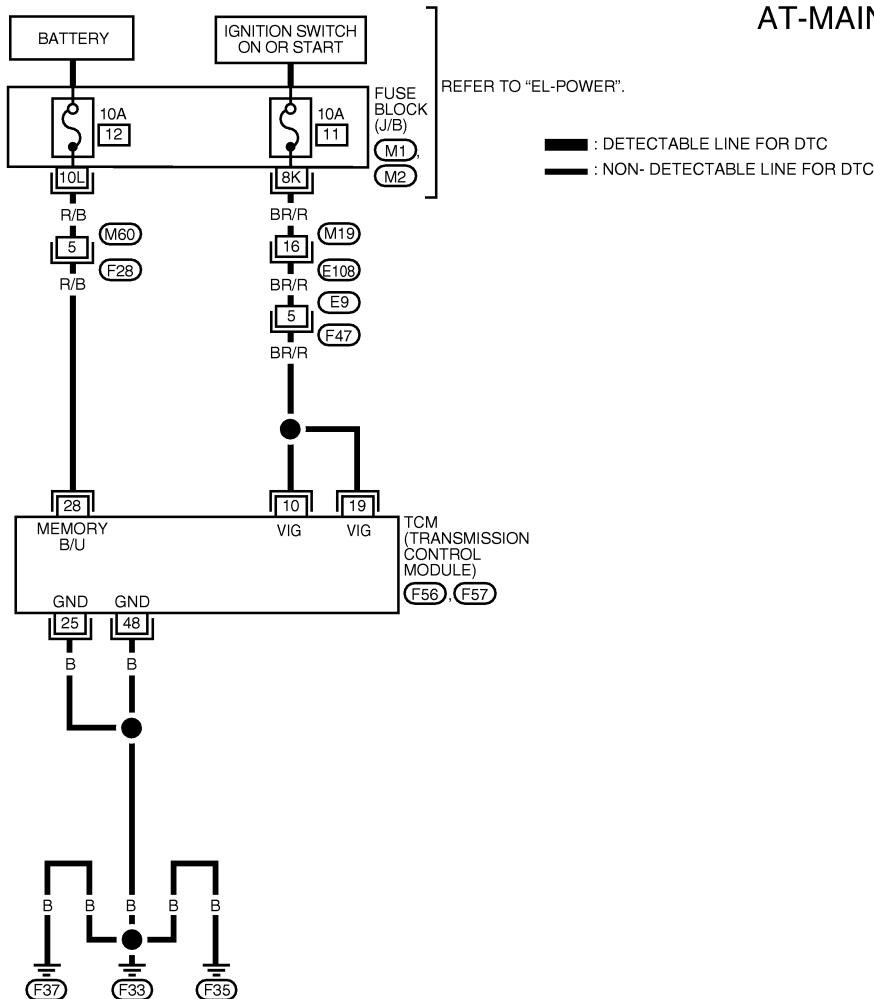 AT-MAIN
BATTERY
IGNITION SWITCH
ON OR START
REFER TO “EL-POWER”.
FUSE
BLOCK
(J/B)
M1,
M2
10A
12
10A
11
: DETECTABLE LINE FOR DTC
: NON- DETECTABLE LINE FOR DTC
10L
8K
R/B
BR/R
5
M60
F28
16
M19
E108
R/B
BR/R
5
E9
F47
BR/R
28
10
19
MEMORY
B/U
VIG
VIG
TCM
(TRANSMISSION
CONTROL
MODULE)
F56, F57
GND
GND
25
48
B
B
B
B
B
B
B
F37
F33
F35